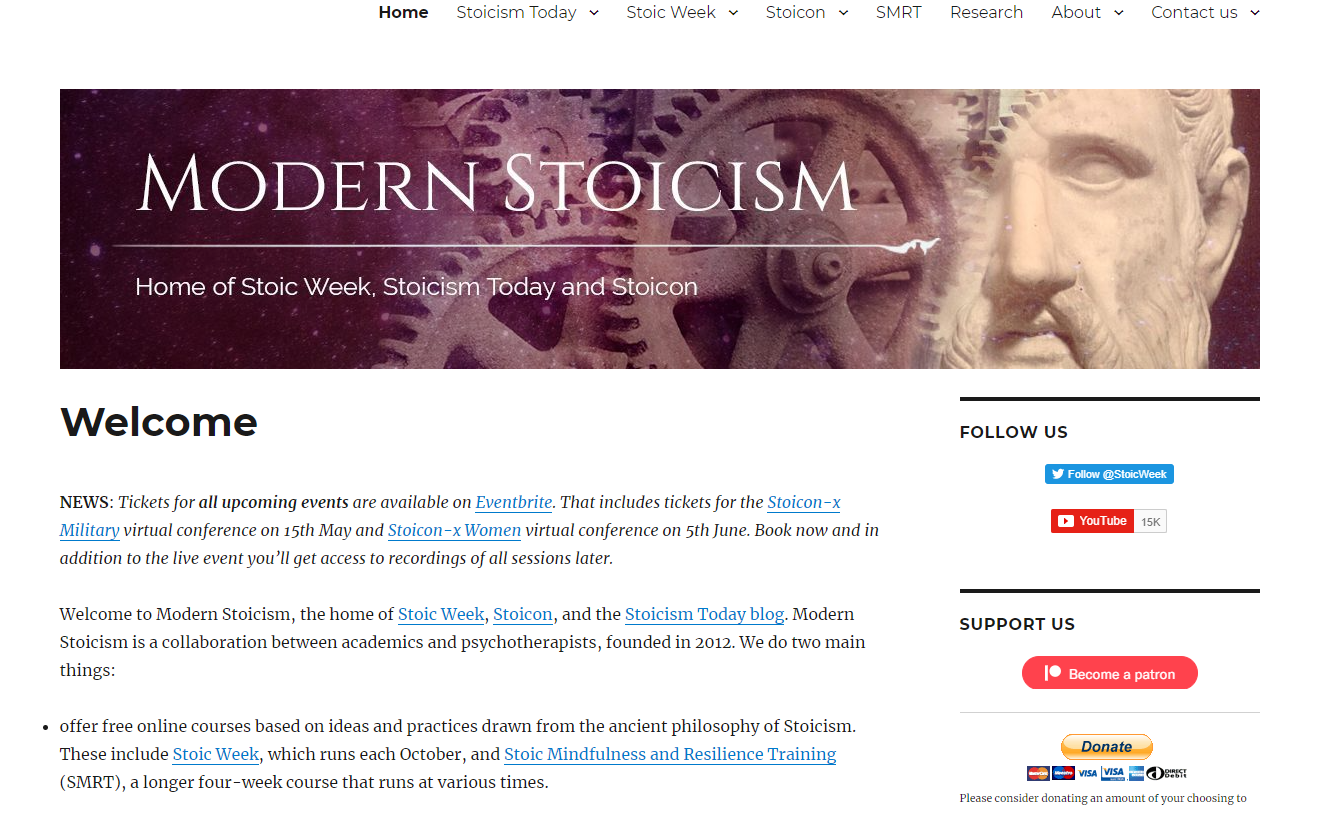 Home Stoicism Today Stoic Week Stoicon SMRT Research About Contact us
MODERN STOICISM
Home of Stoic Week, Stoicism Today and Stoicon
Welcome
NEWS: Tickets for all upcoming events are available on Eventbrite. That includes tickets for the Stoicon-x
Military virtual conference on 15th May and Stoicon-x Women virtual conference on 5th June. Book now and in
addition to the live event you’ll get access to recordings of all sessions later.
Welcome to Modern Stoicism, the home of Stoic Week, Stoicon, and the Stoicism Today blog. Modern
Stoicism is a collaboration between academics and psychotherapists, founded in 2012. We do two main
things:
• offer free online courses based on ideas and practices drawn from the ancient philosophy of Stoicism.
These include Stoic Week, which runs each October, and Stoic Mindfulness and Resilience Training
(SMRT), a longer four-week course that runs at various times.
FOLLOW US
Follow @StoicWeek
YouTube 15K
SUPPORT US
Become a patron
Donate
VISA VISA DIRECT Debit
Please consider donating an amount of your choosing to